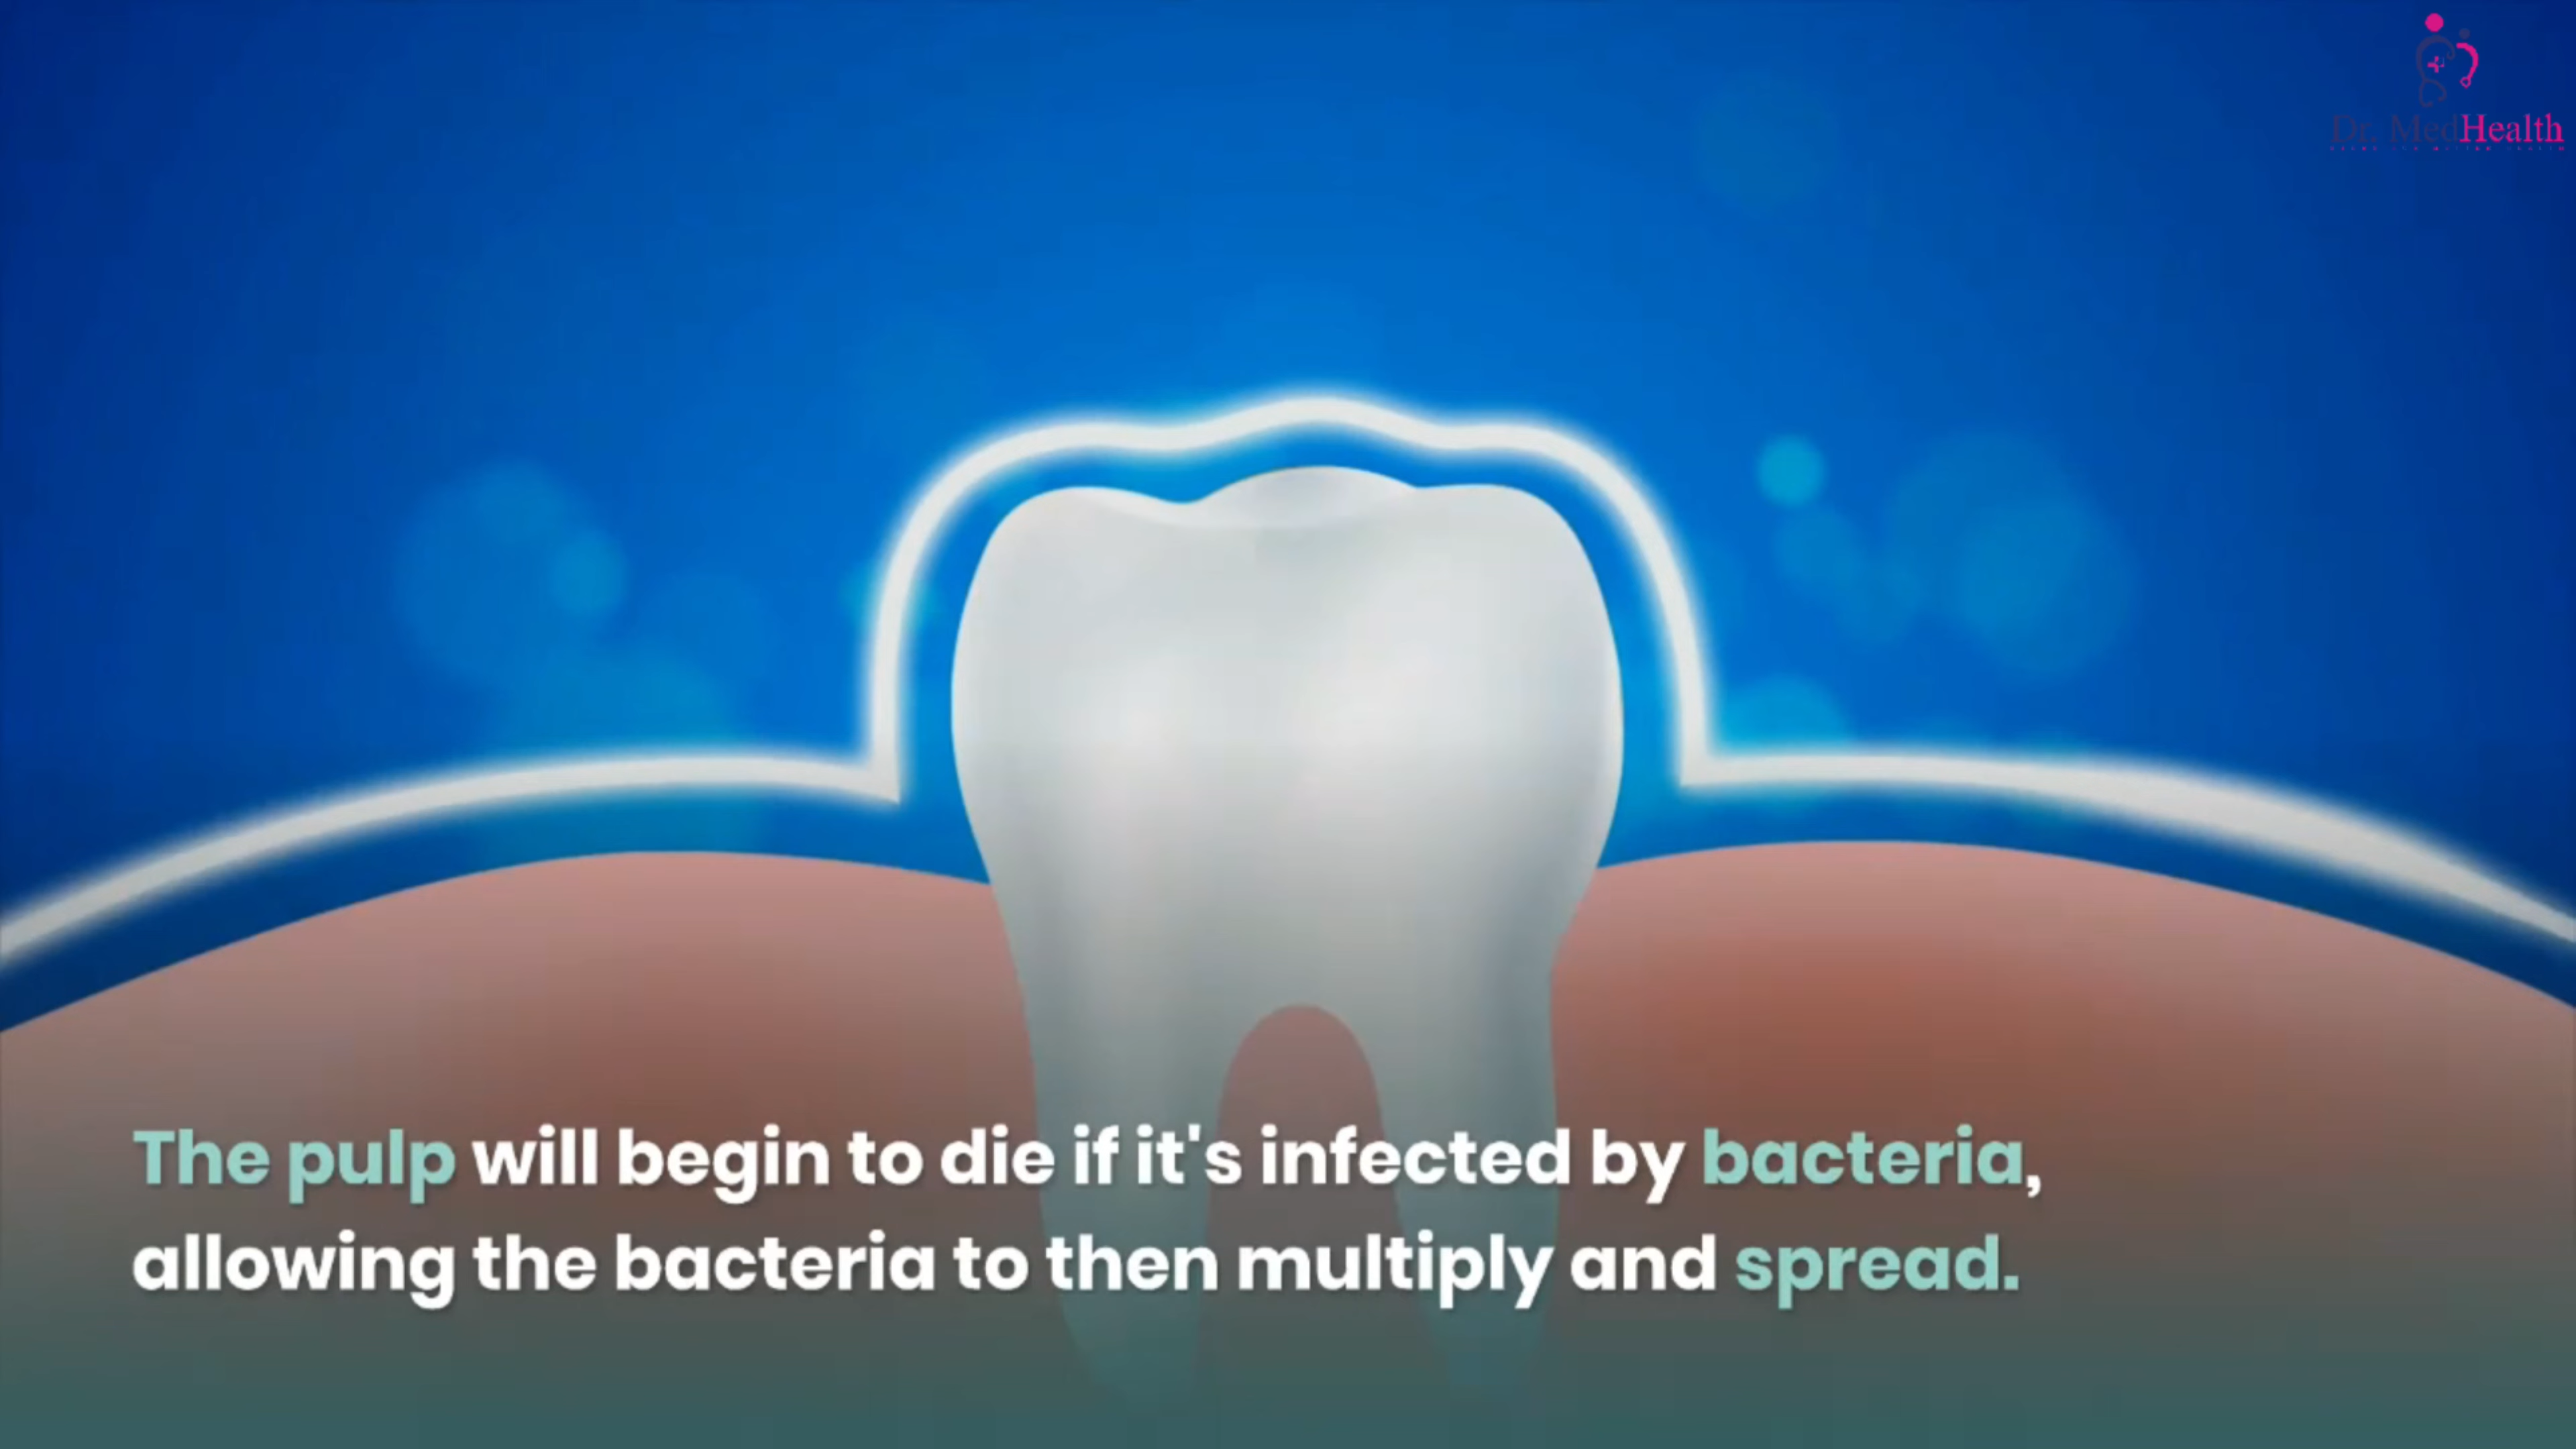 Dr. MedHealth
The pulp will begin to die if it's infected by bacteria,
allowing the bacteria to then multiply and spread.